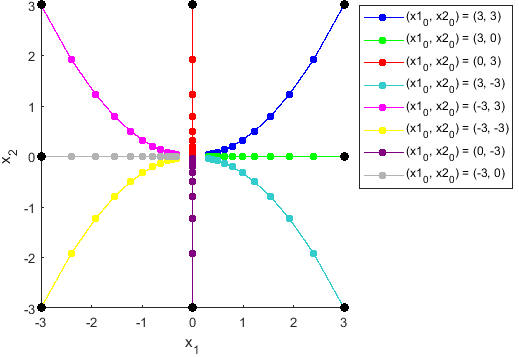 3
2
1
0
-1
-2
-3
x2
-3
-2
-1
0
1
2
3
x1
(x10, x20) = (3, 3)
(x10, x20) = (3, 0)
(x10, x20) = (0, 3)
(x10, x20) = (3, -3)
(x10, x20) = (-3, 3)
(x10, x20) = (-3, -3)
(x10, x20) = (0, -3)
(x10, x20) = (-3, 0)